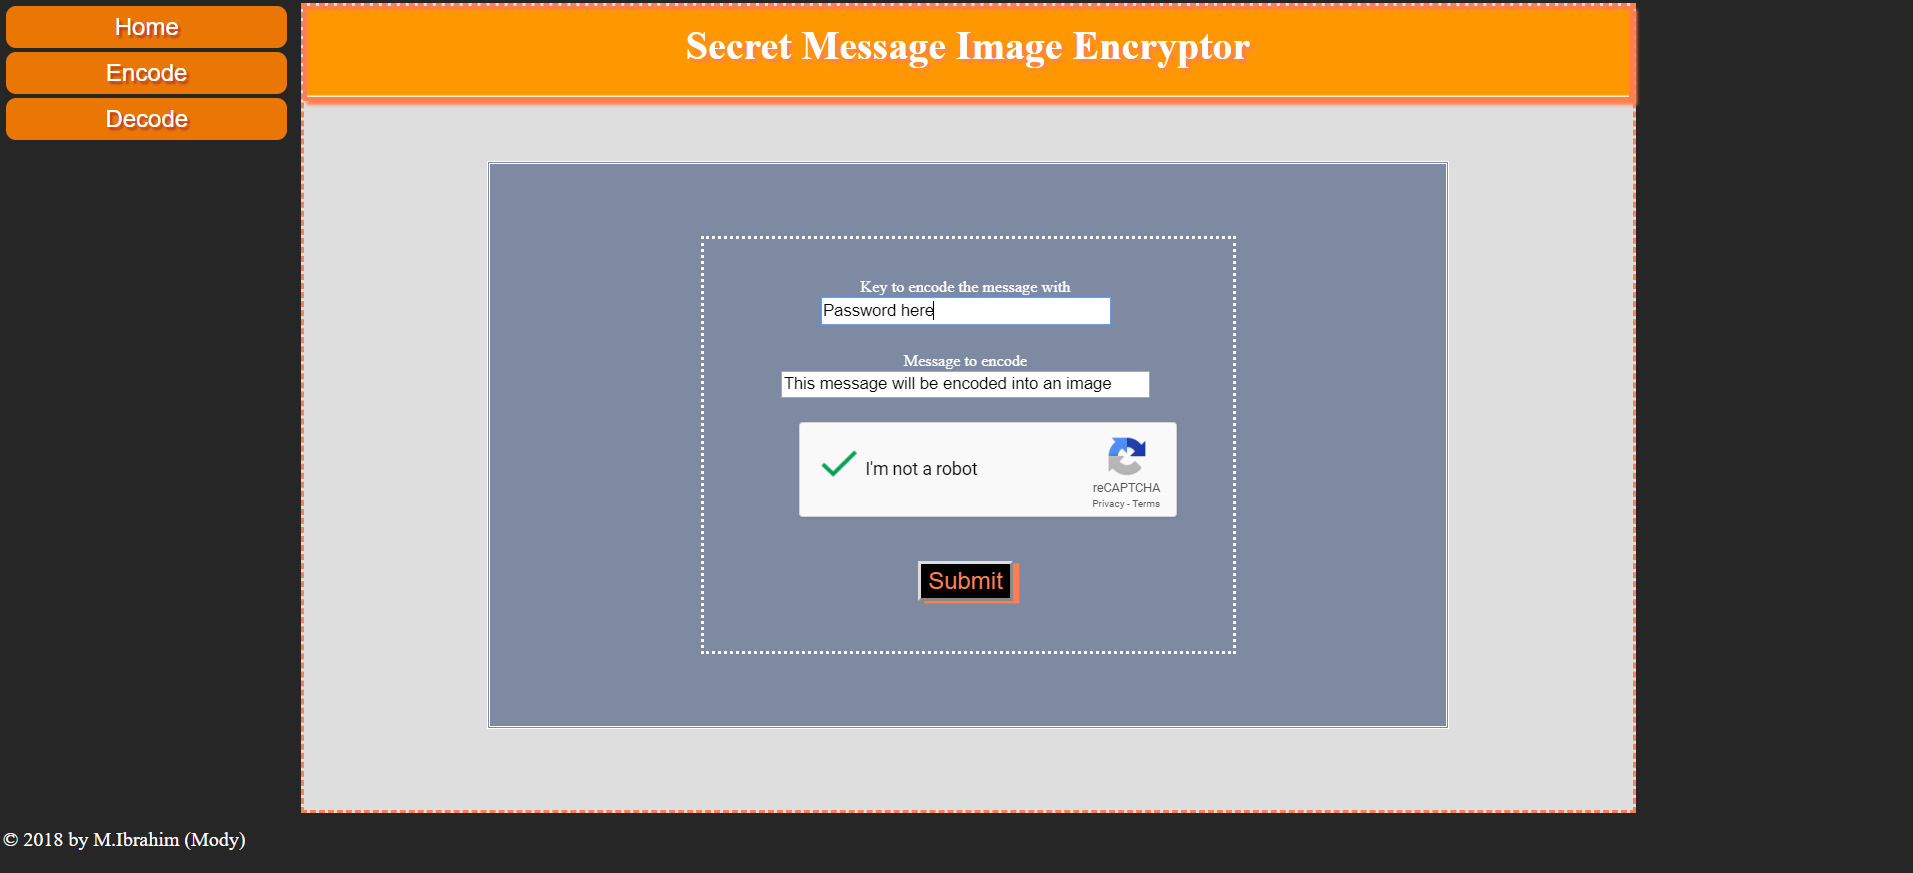 Home
Encode
Decode
Secret Message Image Encryptor
Key to encode the message with
Password here
Message to encode
This message will be encoded into an image
I'm not a robot
reCAPTCHA
Privacy - Terms
Submit
© 2018 by M.Ibrahim (Mody)